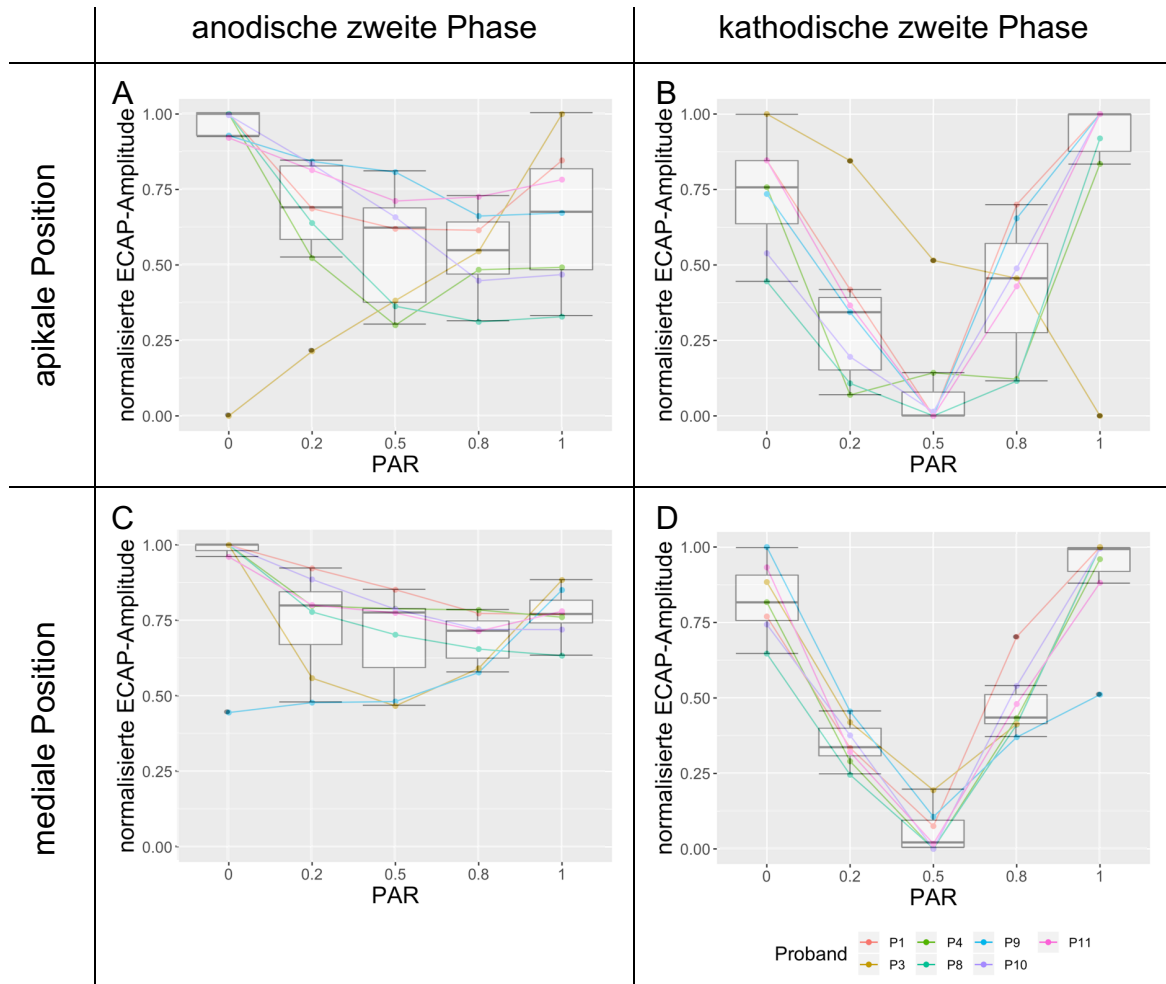 anodische zweite Phase
kathodische zweite Phase
apikale Position
A
normalisierte ECAP-Amplitude
1.00
0.75
0.50
0.25
0.00
0 0.2 0.5 0.8 1
PAR
B
normalisierte ECAP-Amplitude
1.00
0.75
0.50
0.25
0.00
0 0.2 0.5 0.8 1
PAR
mediale Position
C
normalisierte ECAP-Amplitude
1.00
0.75
0.50
0.25
0.00
0 0.2 0.5 0.8 1
PAR
D
normalisierte ECAP-Amplitude
1.00
0.75
0.50
0.25
0.00
0 0.2 0.5 0.8 1
PAR
Proband
P1 P4 P9 P11
P3 P8 P10